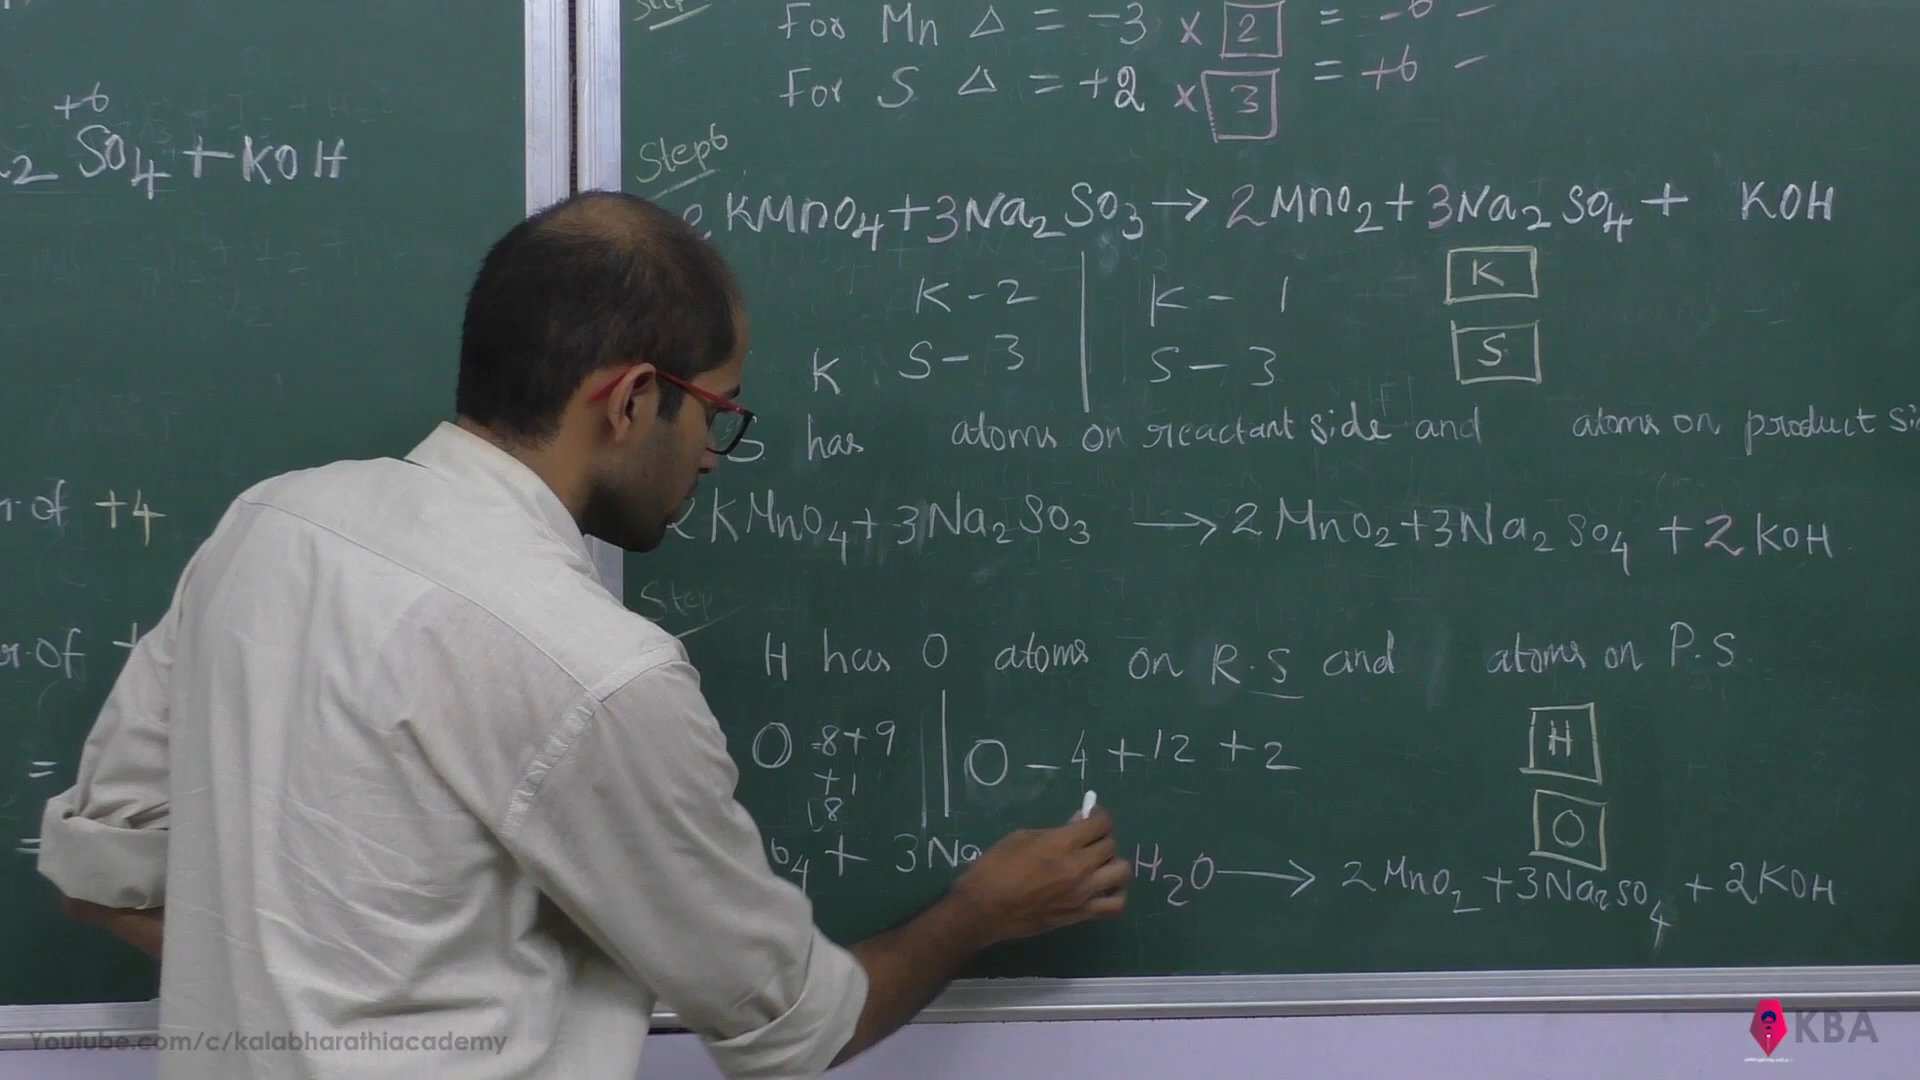 +6
2 SO4 + KOH
r. of +4
r. of
=
=
For Mn Δ = -3 x 2 = -6 -
For S Δ = +2 x 3 = +6 -
Step6
KMnO4+3Na2SO3→2MnO2+3Na2SO4+ KOH
K-2 K-1 K
K S-3 S-3 S
S has atoms on reactant side and atoms on product si
2KMnO4+3Na2SO3 →2MnO2+3Na2SO4+2KOH
Step
H has 0 atoms on R.S and atoms on P.S
O -8+9 O-4+12+2 H
+1
18 O
4+ 3Na H2O→ 2MnO2+3Na2SO4+2KOH
Youtube.com/c/kalabharathiacademy
KBA